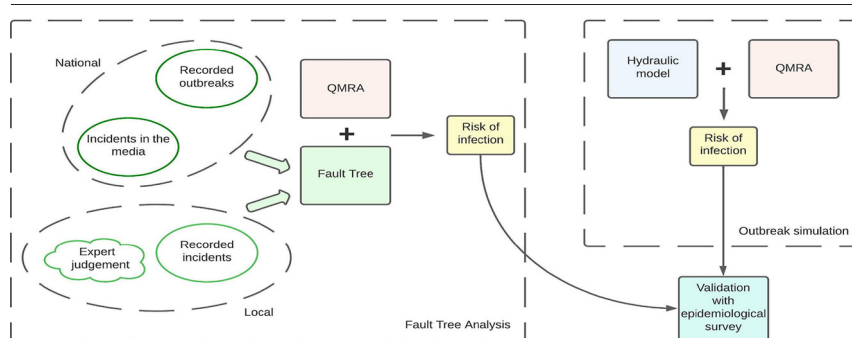 National
Recorded
outbreaks
Incidents in the
media
Expert
judgement
Recorded
incidents
Local
QMRA
+
Fault Tree
Risk of
infection
Fault Tree Analysis
Hydraulic
model
+
QMRA
Risk of
infection
Outbreak simulation
Validation
with
epidemiological
survey